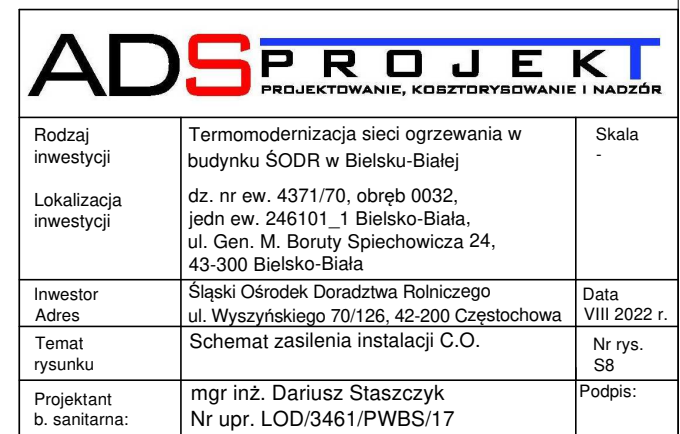 ADS PROJEKT
PROJEKTOWANIE, KOSZTORYSOWANIE I NADZÓR
Rodzaj inwestycji
Termomodernizacja sieci ogrzewania w
budynku ŚODR w Bielsku-Białej
Skala
-
Lokalizacja
inwestycji
dz. nr ew. 4371/70, obręb 0032,
jedn ew. 246101_1 Bielsko-Biała,
ul. Gen. M. Boruty Spiechowicza 24,
43-300 Bielsko-Biała
Inwestor
Adres
Śląski Ośrodek Doradztwa Rolniczego
ul. Wyszyńskiego 70/126, 42-200 Częstochowa
Data
VIII 2022 r.
Temat
rysunku
Schemat zasilenia instalacji C.O.
Nr rys.
S8
Projektant
b. sanitarna:
mgr inż. Dariusz Staszczyk
Nr upr. LOD/3461/PWBS/17
Podpis: